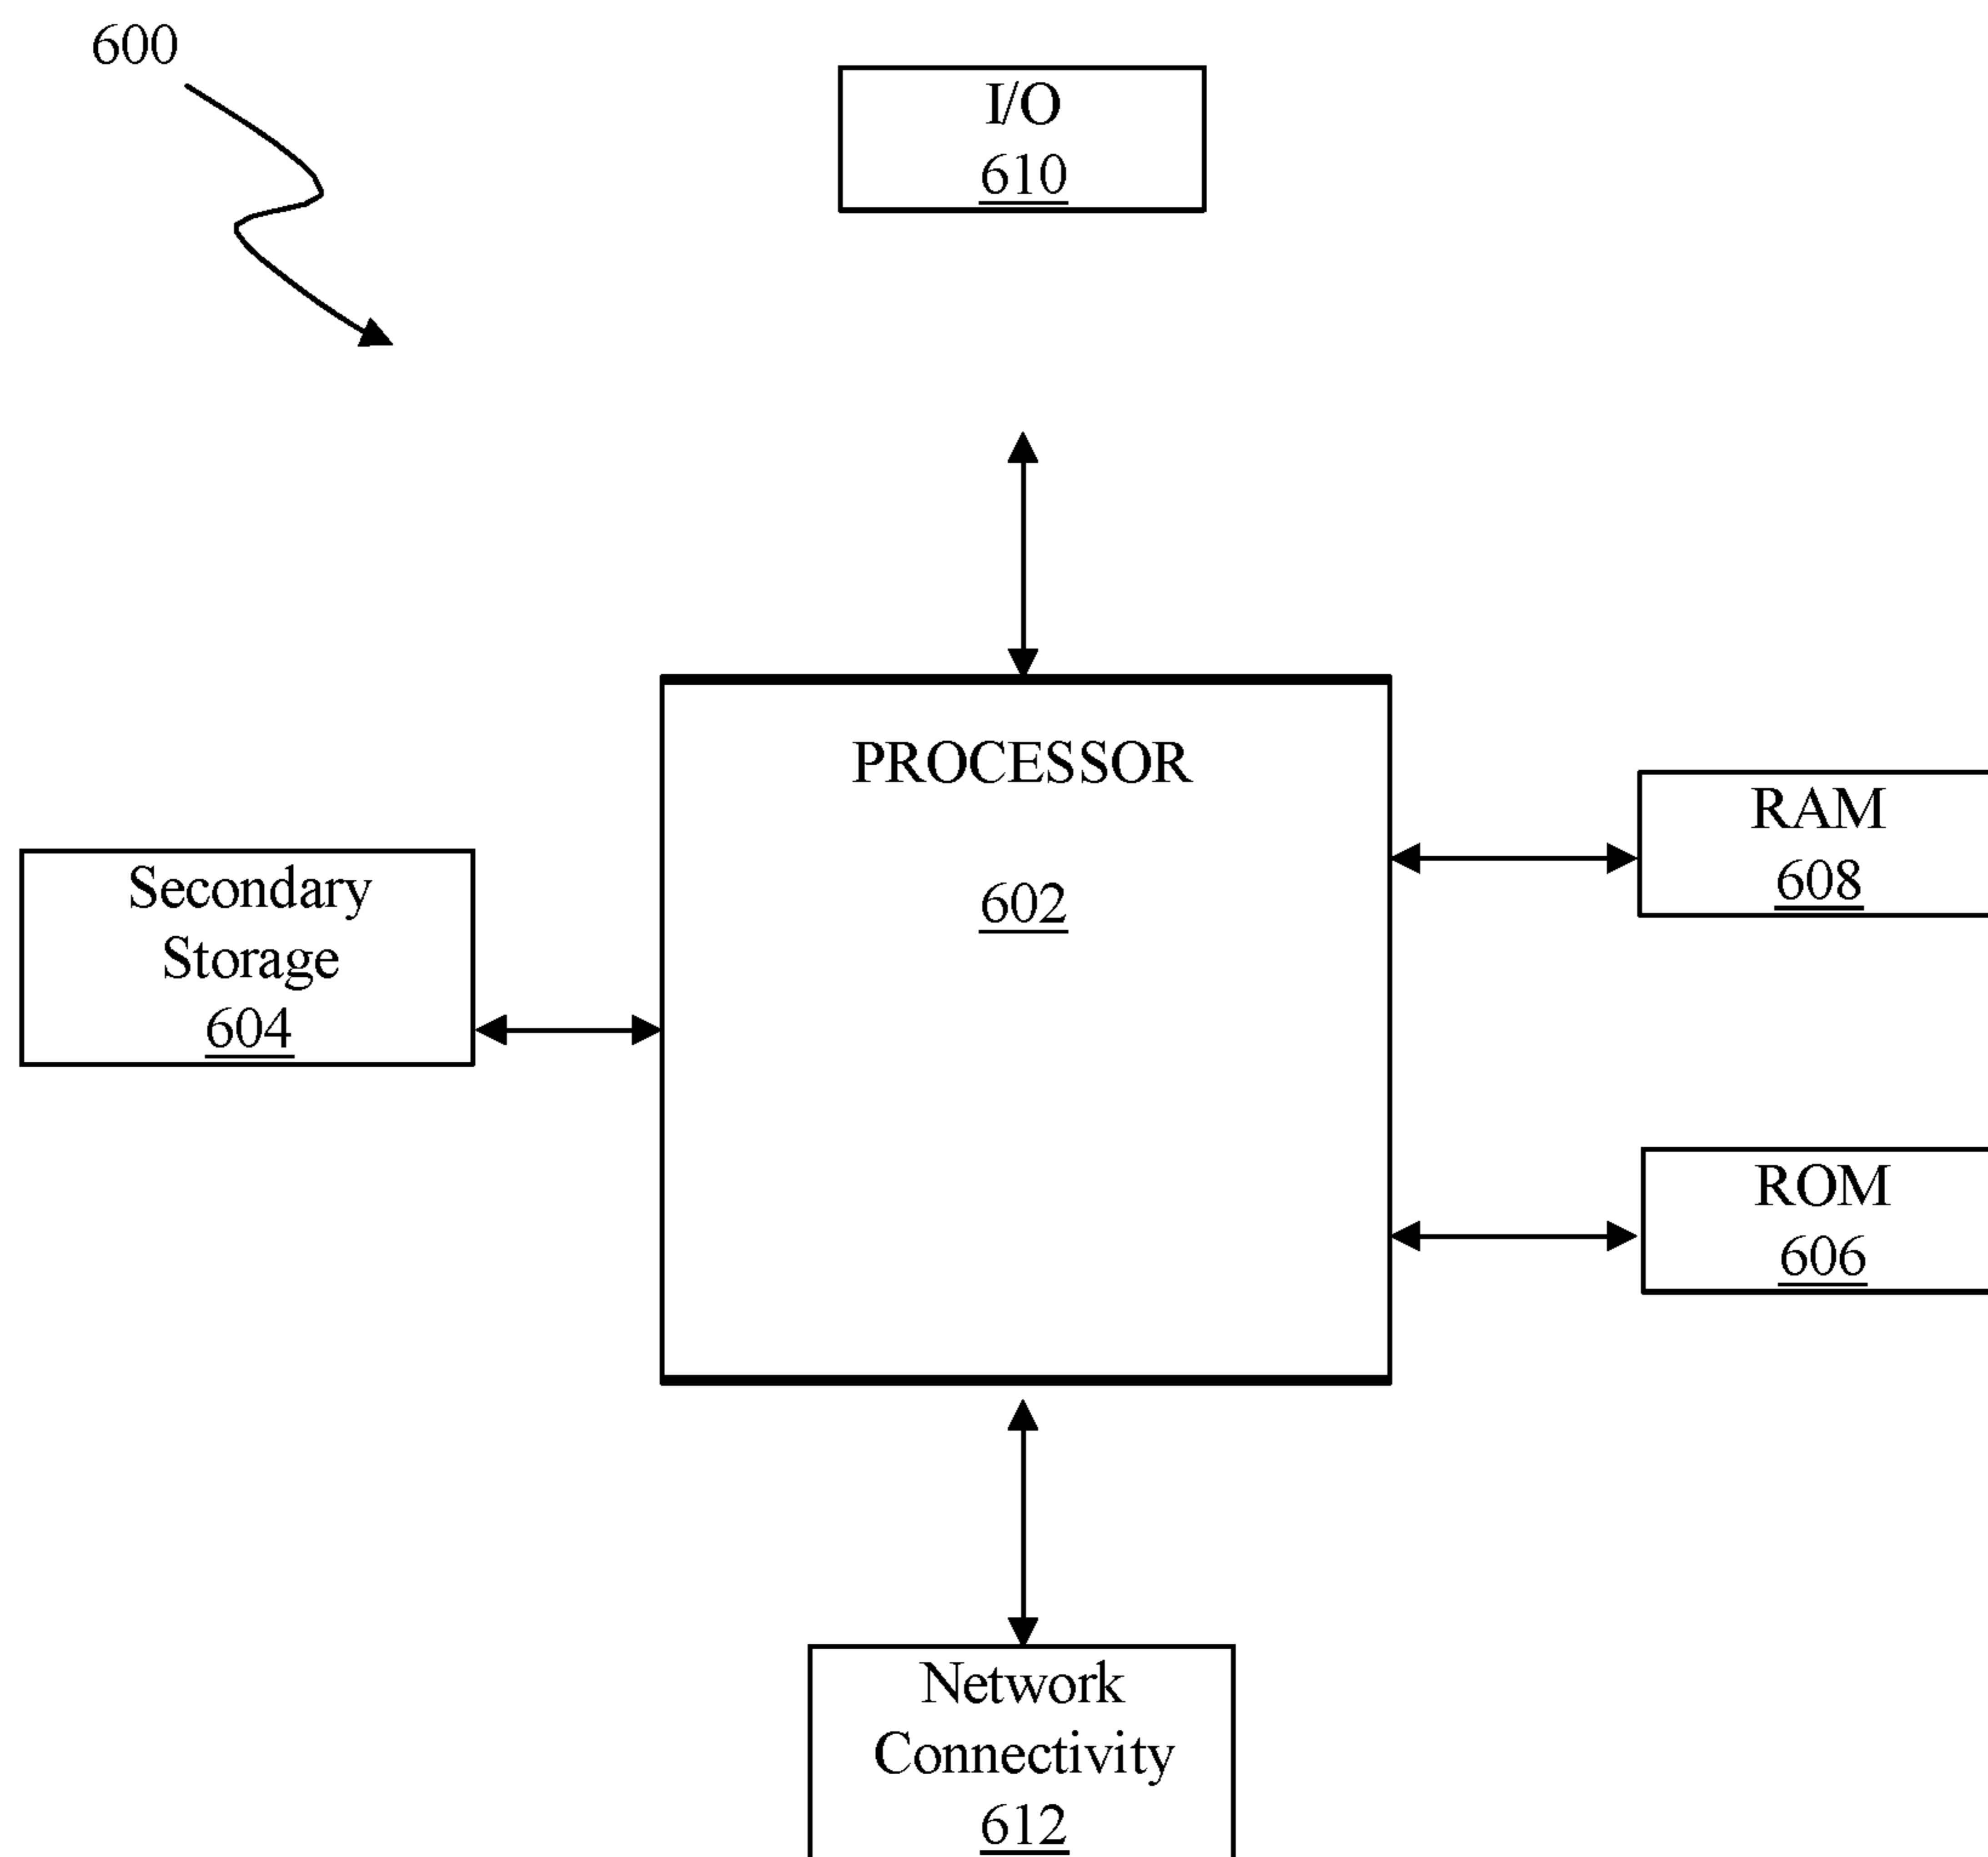 600
I/O
610
PROCESSOR
602
Secondary
Storage
604
RAM
608
ROM
606
Network
Connectivity
612